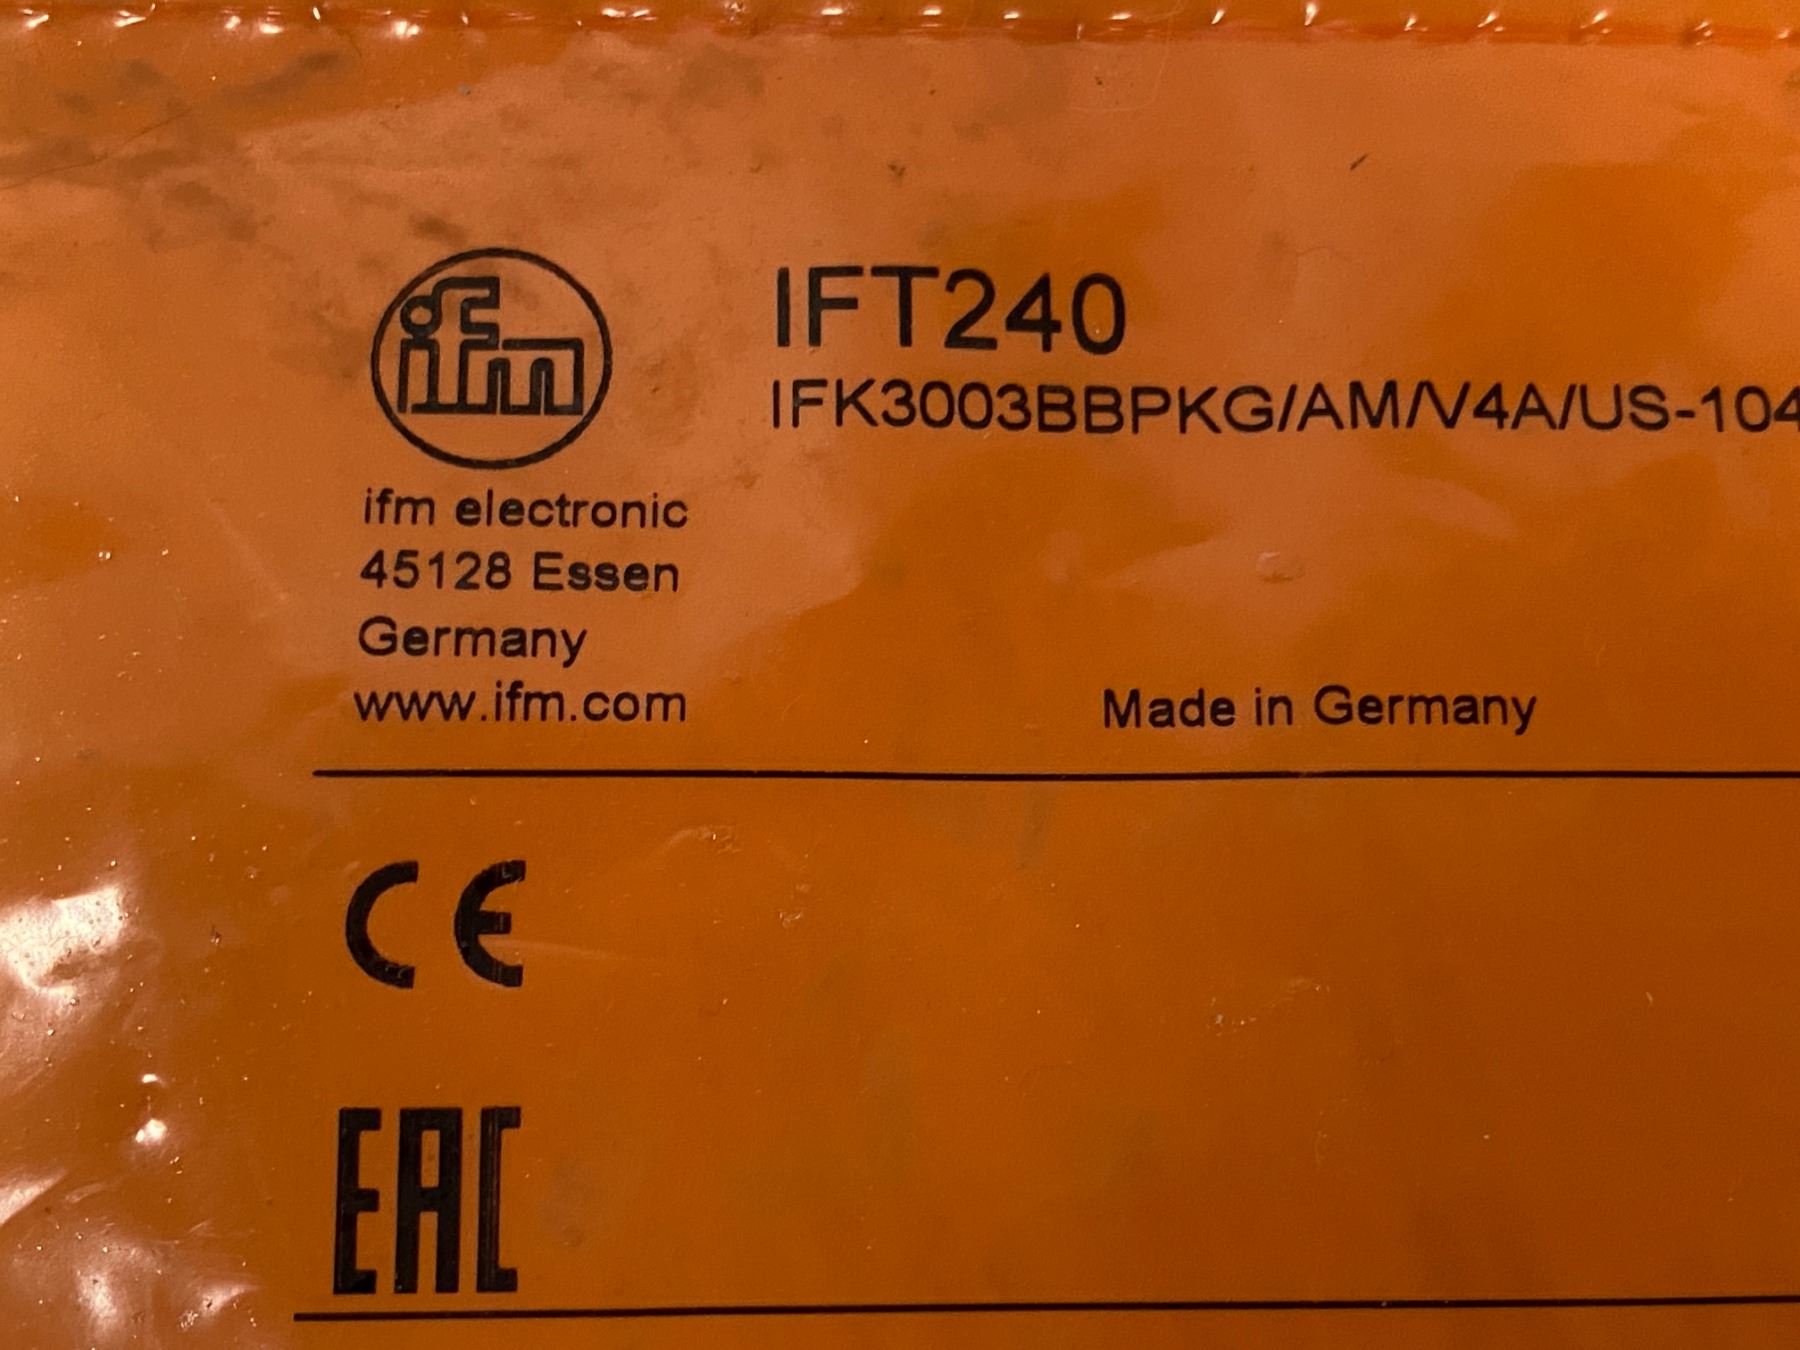 ifm
IFT240
IFK3003BBPKG/AM/V4A/US-104
ifm electronic
45128 Essen
Germany
www.ifm.com
Made in Germany
CE
EAC